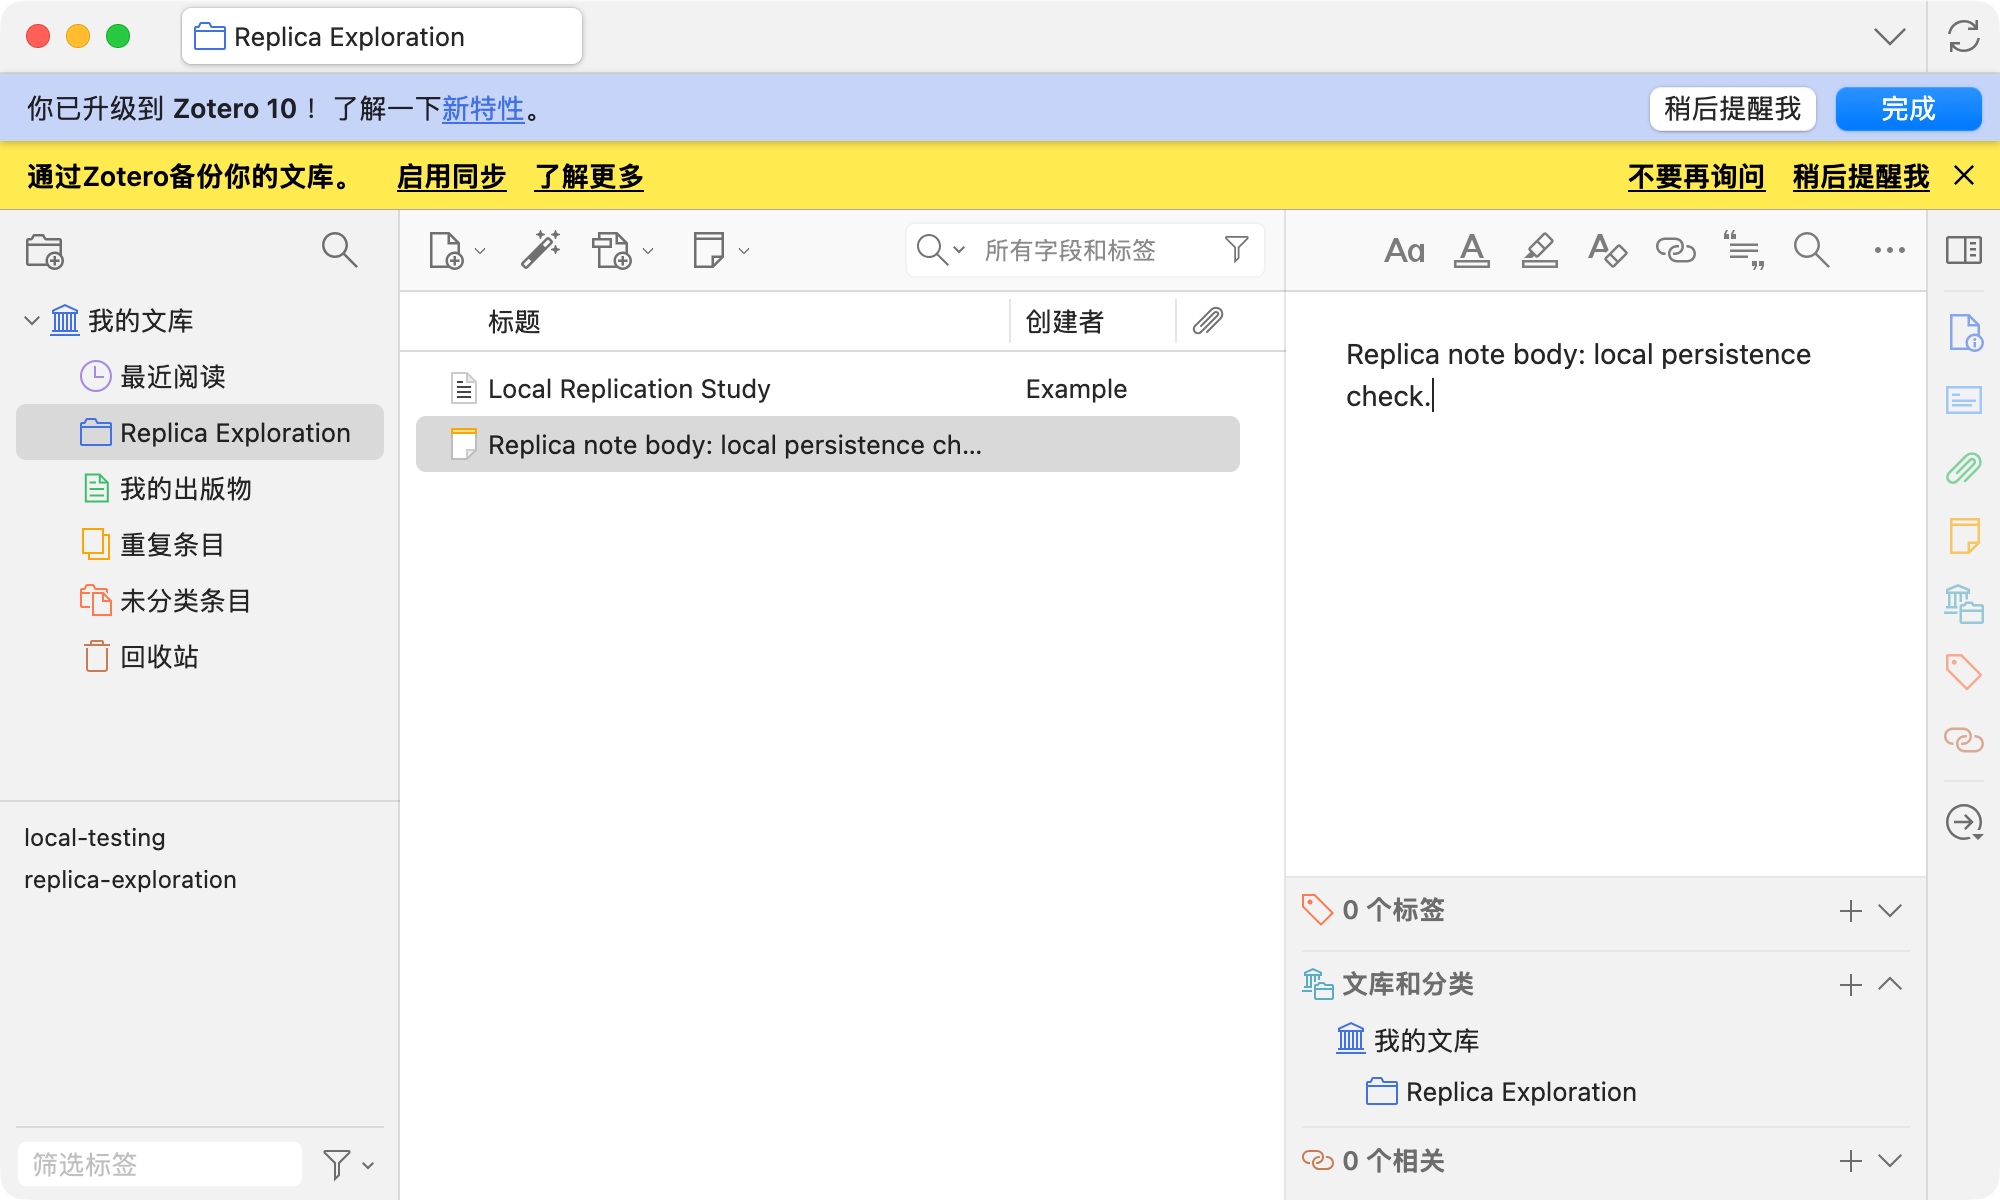 Replica Exploration
你已升级到 Zotero 10！了解一下新特性。
稍后提醒我
完成
通过Zotero备份你的文库。
启用同步
了解更多
不要再询问
稍后提醒我
所有字段和标签
Aa
我的文库
最近阅读
Replica Exploration
我的出版物
重复条目
未分类条目
回收站
local-testing
replica-exploration
筛选标签
标题
创建者
Local Replication Study
Example
Replica note body: local persistence ch...
Replica note body: local persistence
check.
0 个标签
文库和分类
我的文库
Replica Exploration
0 个相关